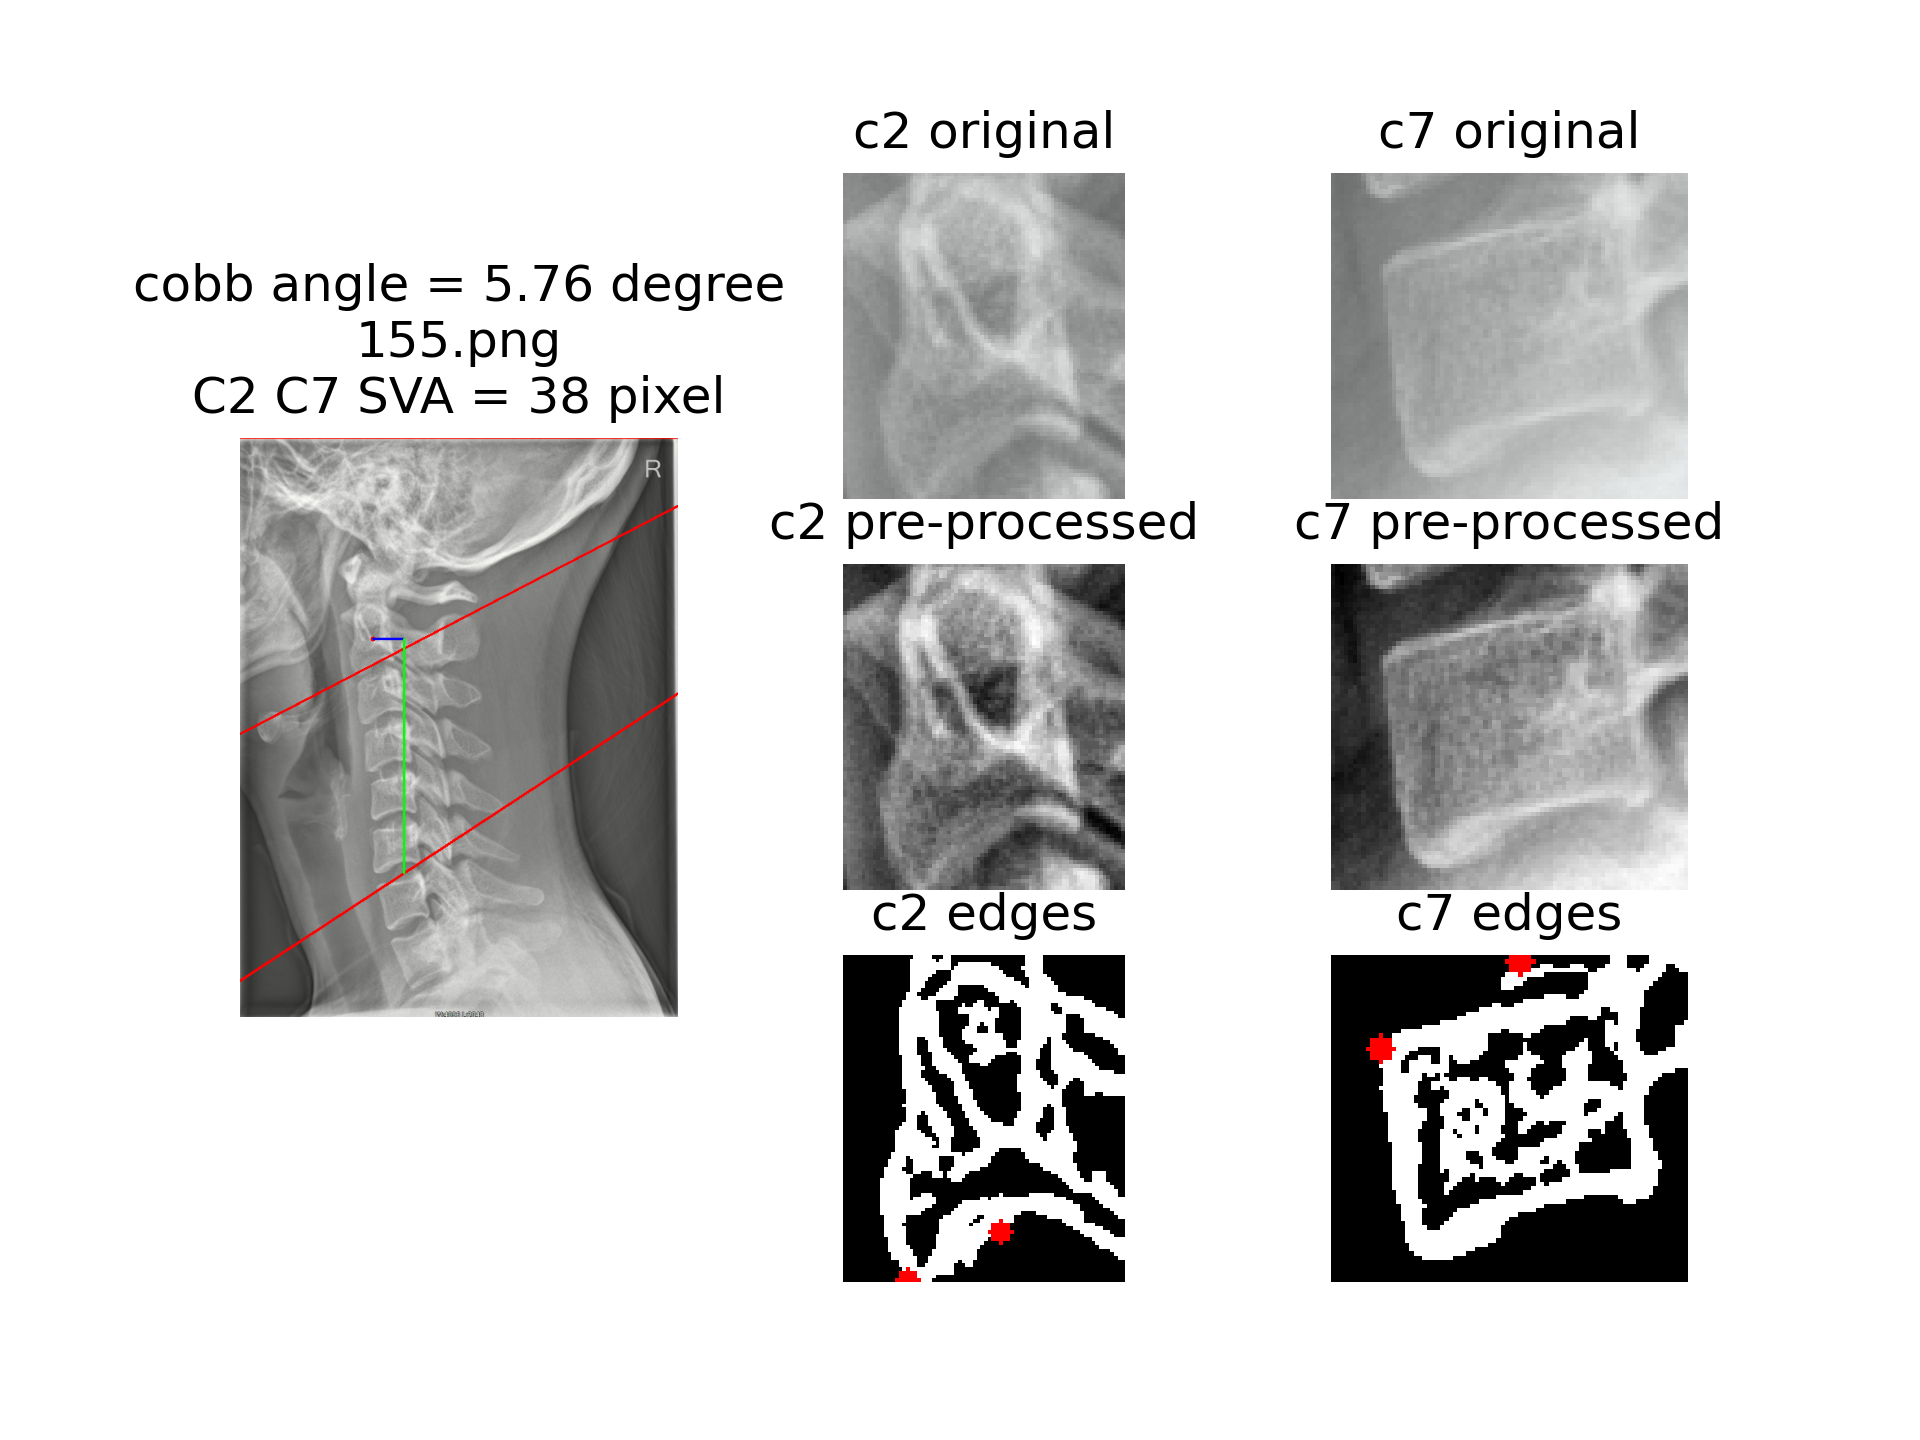 cobb angle = 5.76 degree
155.png
C2 C7 SVA = 38 pixel
R
c2 original
c7 original
c2 pre-processed
c7 pre-processed
c2 edges
c7 edges